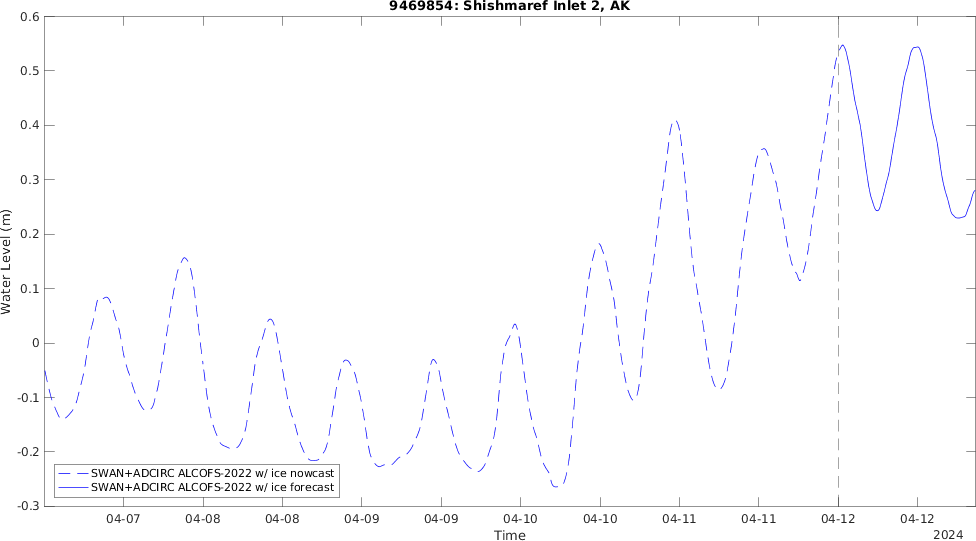 9469854: Shishmaref Inlet 2, AK
0.6
0.5
0.4
0.3
0.2
0.1
0
-0.1
-0.2
-0.3
Water Level (m)
SWAN+ADCIRC ALCOFS-2022 w/ ice nowcast
SWAN+ADCIRC ALCOFS-2022 w/ ice forecast
04-07 04-08 04-08 04-09 04-09 04-10 04-10 04-11 04-11 04-12 04-12
Time
2024